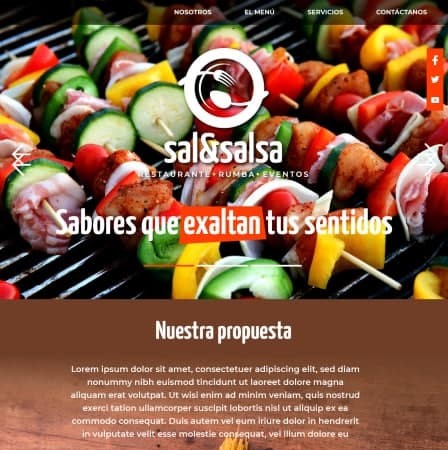 NOSOTROS EL MENÚ SERVICIOS CONTÁCTANOS
sal&salsa
RESTAURANTE • RUMBA • EVENTOS
Sabores que exaltan tus sentidos
Nuestra propuesta
Lorem ipsum dolor sit amet, consectetuer adipiscing elit, sed diam
nonummy nibh euismod tincidunt ut laoreet dolore magna
aliquam erat volutpat. Ut wisi enim ad minim veniam, quis nostrud
exerci tation ullamcorper suscipit lobortis nisl ut aliquip ex ea
commodo consequat. Duis autem vel eum iriure dolor in hendrerit
in vulputate velit esse molestie consequat, vel illum dolore eu